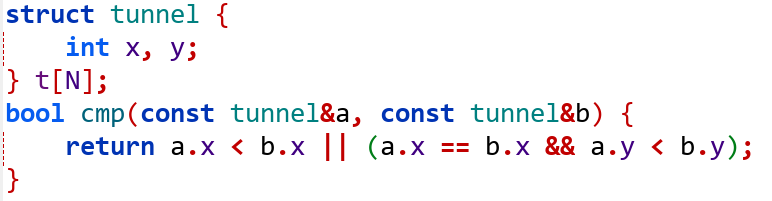 struct tunnel {
    int x, y;
} t[N];
bool cmp(const tunnel&a, const tunnel&b) {
    return a.x < b.x || (a.x == b.x && a.y < b.y);
}